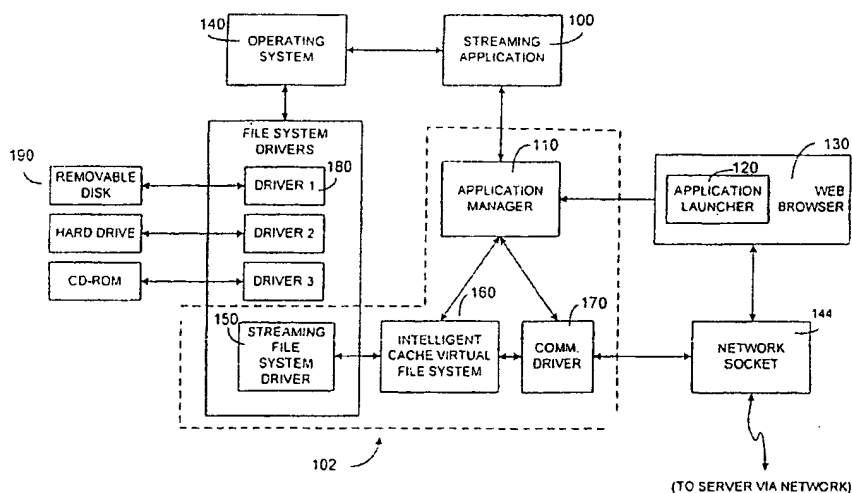 140
OPERATING
SYSTEM
STREAMING
APPLICATION
100
FILE SYSTEM
DRIVERS
190
REMOVABLE
DISK
DRIVER 1
180
HARD DRIVE
DRIVER 2
CD-ROM
DRIVER 3
110
APPLICATION
MANAGER
130
120
APPLICATION
LAUNCHER
WEB
BROWSER
150
STREAMING
FILE
SYSTEM
DRIVER
160
INTELLIGENT
CACHE VIRTUAL
FILE SYSTEM
170
COMM.
DRIVER
144
NETWORK
SOCKET
102
(TO SERVER VIA NETWORK)